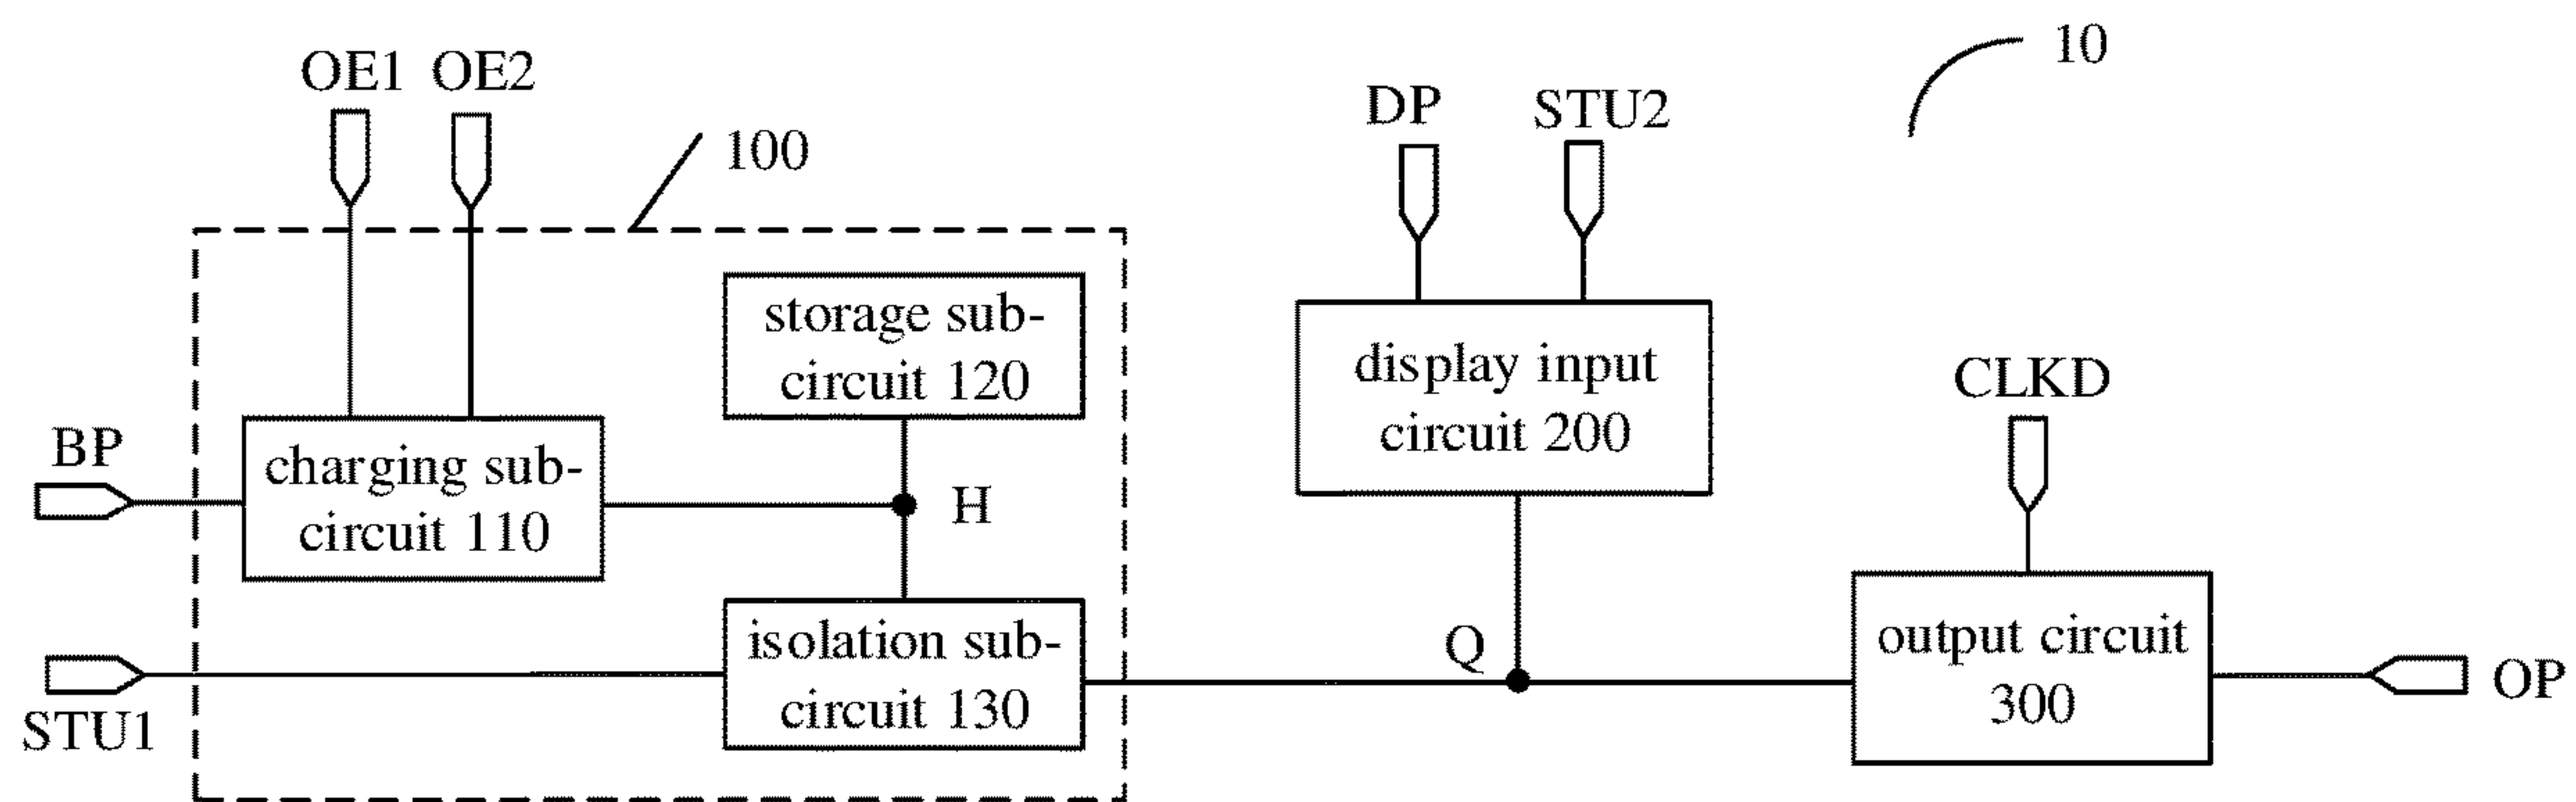 10
OE1 OE2
DP
STU2
100
storage sub-
circuit 120
display input
circuit 200
CLKD
BP
charging sub-
circuit 110
H
isolation sub-
circuit 130
Q
output circuit
300
OP
STU1